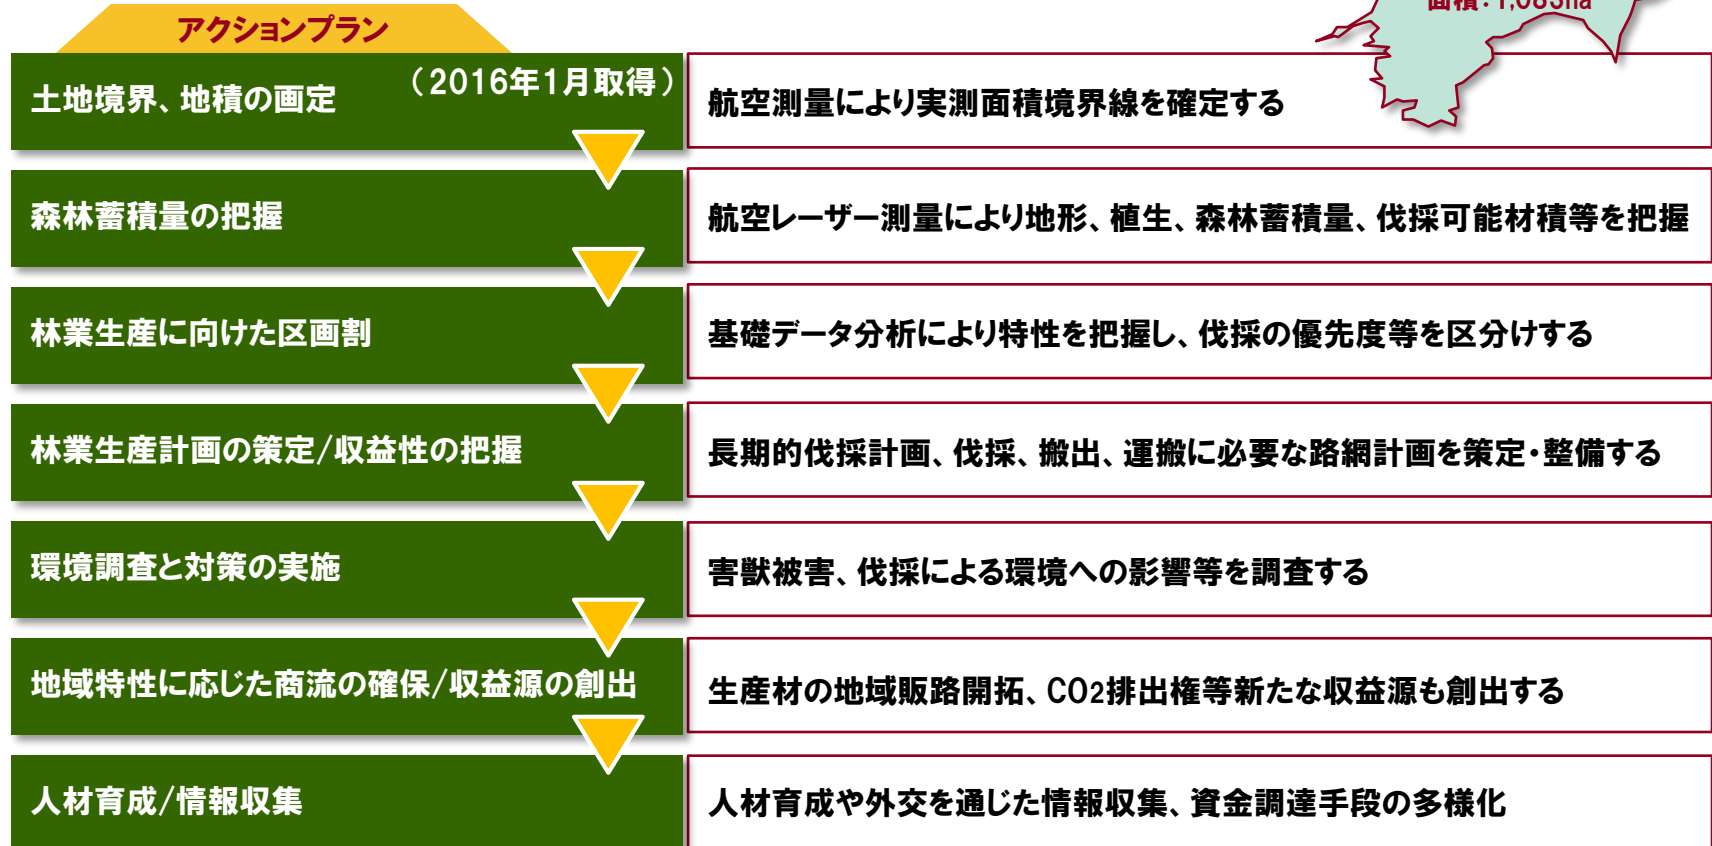 面積：1,083ha
アクションプラン
土地境界、地積の画定
（2016年1月取得）
航空測量により実測面積境界線を確定する
森林蓄積量の把握
航空レーザー測量により地形、植生、森林蓄積量、伐採可能材積等を把握
林業生産に向けた区画割
基礎データ分析により特性を把握し、伐採の優先度等を区分けする
林業生産計画の策定/収益性の把握
長期的伐採計画、伐採、搬出、運搬に必要な路網計画を策定・整備する
環境調査と対策の実施
害獣被害、伐採による環境への影響等を調査する
地域特性に応じた商流の確保/収益源の創出
生産材の地域販路開拓、CO2排出権等新たな収益源も創出する
人材育成/情報収集
人材育成や外交を通じた情報収集、資金調達手段の多様化